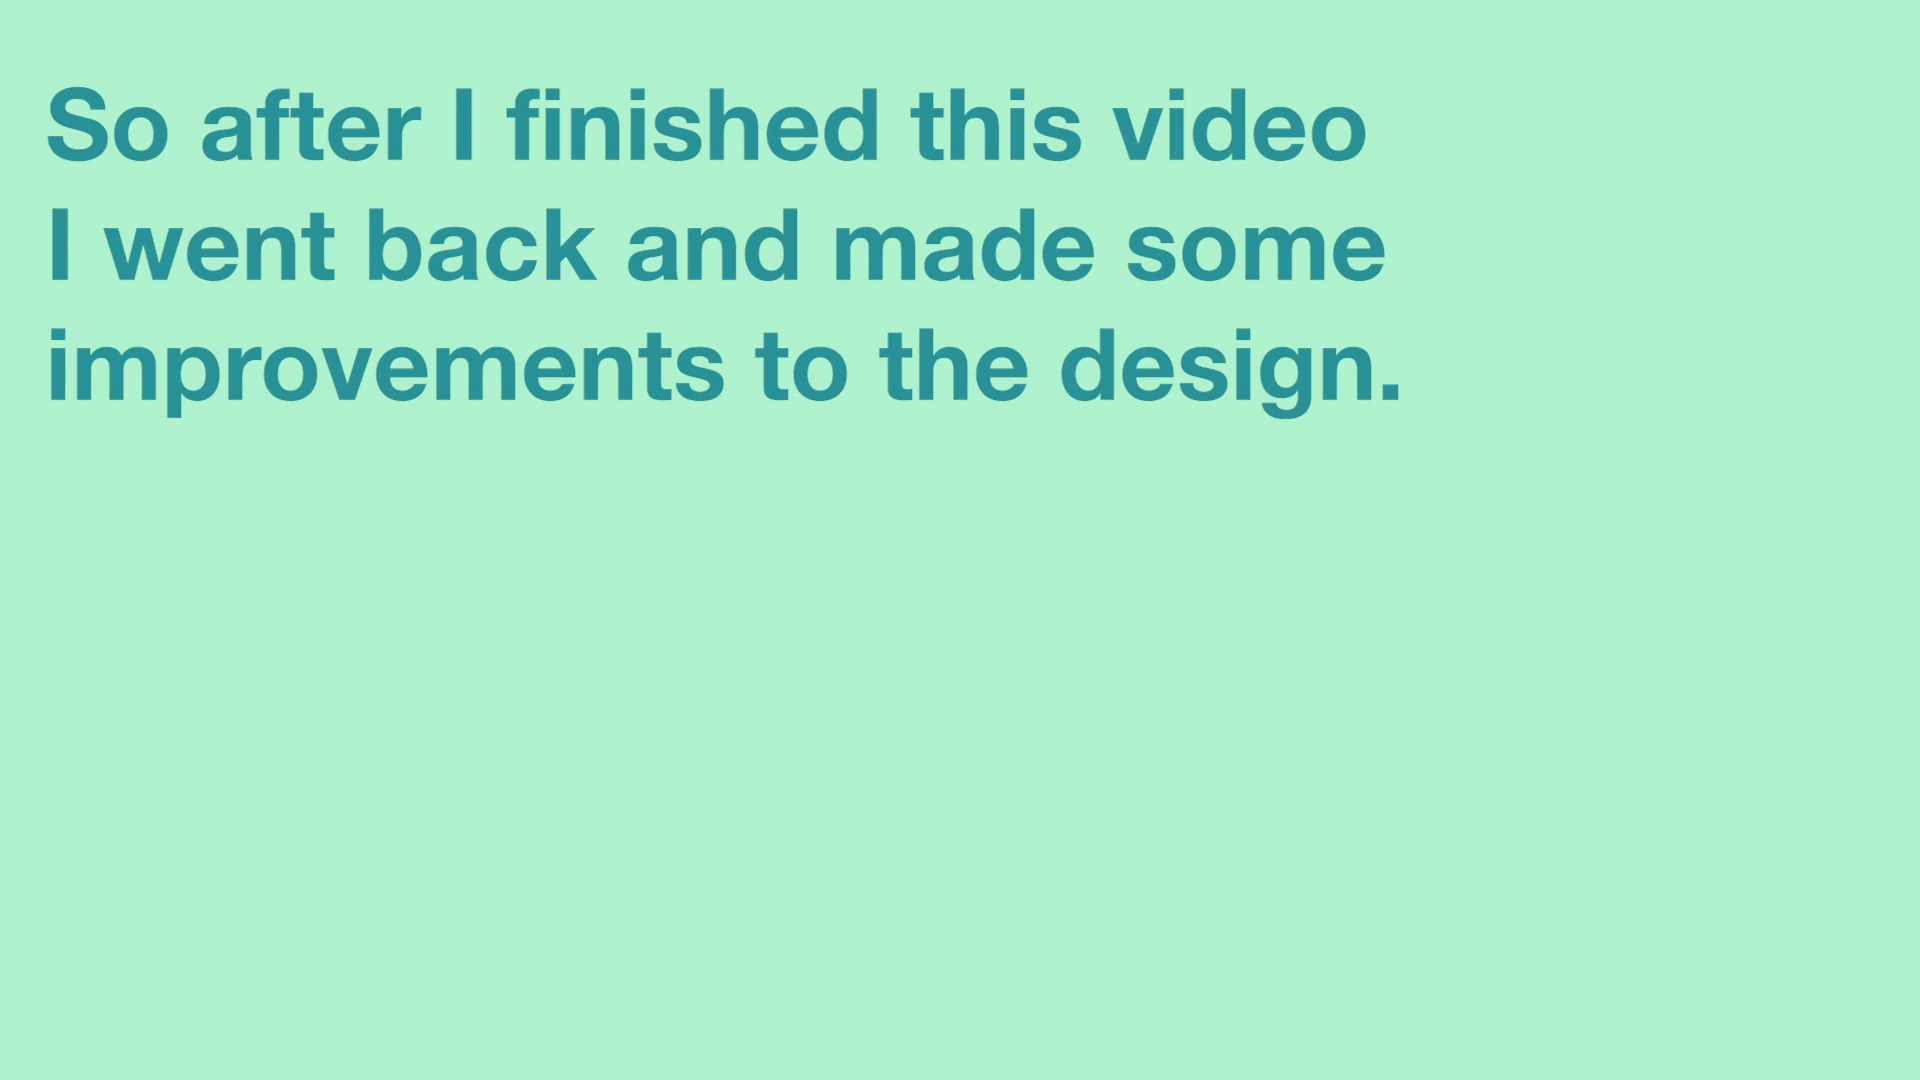 So after I finished this video
I went back and made some
improvements to the design.